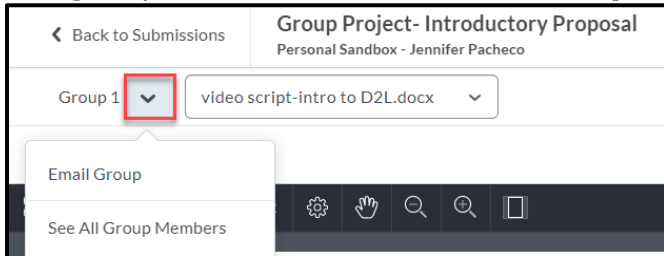 Back to Submissions
Group Project- Introductory Proposal
Personal Sandbox - Jennifer Pacheco
Group 1
video script-intro to D2L.docx
Email Group
See All Group Members